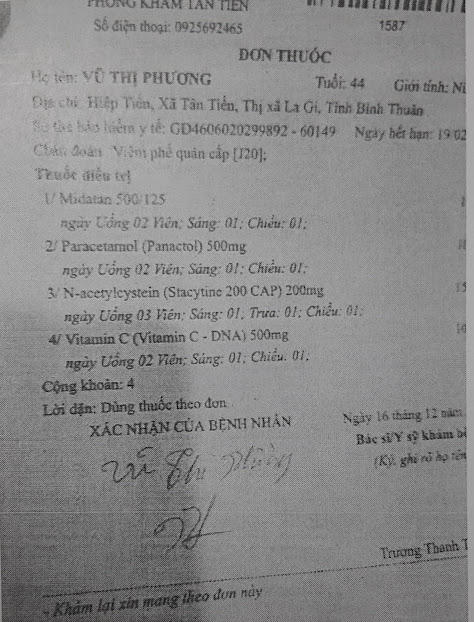 PHÒNG KHÁM TÂN TIẾN
Số điện thoại: 0925692465
1587
ĐƠN THUỐC
Họ tên: VŨ THỊ PHƯƠNG Tuổi: 44 Giới tính:
Địa chỉ: Hiệp Tiến, Xã Tân Tiến, Thị xã La Gi, Tỉnh Bình Thuận
Số thẻ bảo hiểm y tế: GD4606020299892 - 60149 Ngày hết hạn: 19/02
Chẩn đoán: Viêm phế quản cấp [J20];
Thuốc điều trị
1/ Midatan 500/125
ngày Uống 02 Viên; Sáng: 01; Chiều: 01;
2/ Paracetamol (Panactol) 500mg
ngày Uống 02 Viên; Sáng: 01; Chiều: 01;
3/ N-acetylcystein (Stacytine 200 CAP) 200mg 15
ngày Uống 03 Viên; Sáng: 01; Trưa: 01; Chiều: 01;
4/ Vitamin C (Vitamin C - DNA) 500mg
ngày Uống 02 Viên; Sáng: 01; Chiều: 01;
Cộng khoản: 4
Lời dặn: Dùng thuốc theo đơn
XÁC NHẬN CỦA BỆNH NHÂN
Ngày 16 tháng 12 năm
Bác sĩ/Y sỹ khám
(Ký, ghi rõ họ tên
Vũ Thị Phường
Trương Thanh T
- Khám lại xin mang theo đơn này